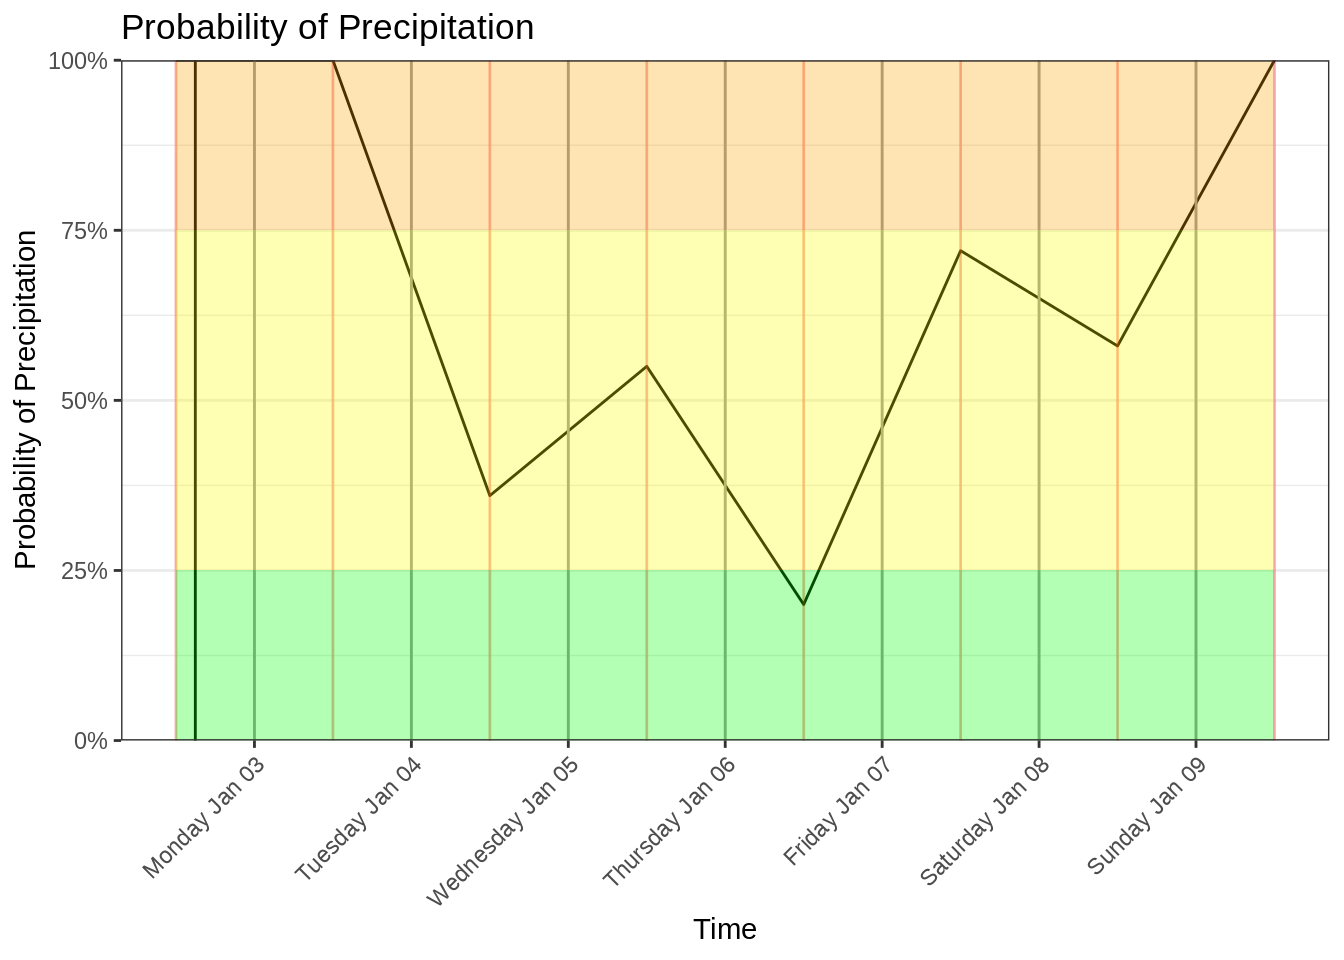 Probability of Precipitation
Probability of Precipitation
100%
75%
50%
25%
0%
Monday Jan 03
Tuesday Jan 04
Wednesday Jan 05
Thursday Jan 06
Friday Jan 07
Saturday Jan 08
Sunday Jan 09
Time